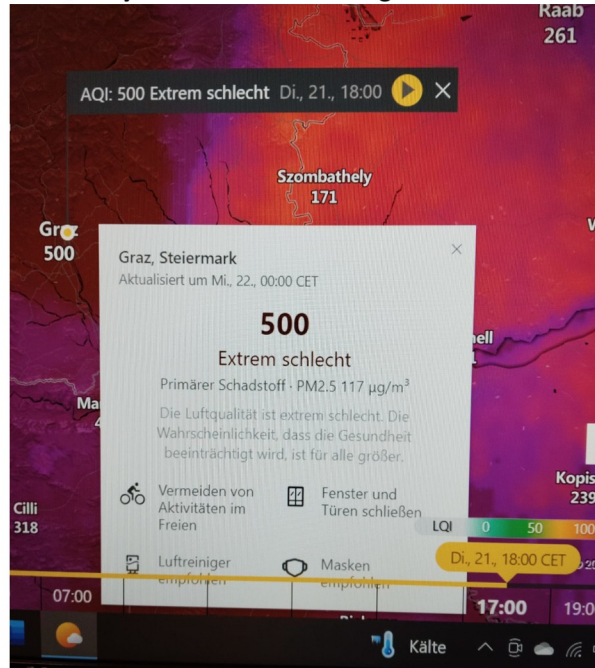 Raab
261
AQI: 500 Extrem schlecht Di., 21., 18:00
Szombathely
171
Graz
500
Graz, Steiermark
Aktualisiert um Mi., 22., 00:00 CET
500
Extrem schlecht
Primärer Schadstoff · PM2.5 117 µg/m³
Die Luftqualität ist extrem schlecht. Die
Wahrscheinlichkeit, dass die Gesundheit
beeinträchtigt wird, ist für alle größer.
Vermeiden von
Aktivitäten im
Freien
Fenster und
Türen schließen
Luftreiniger
empfohlen
Masken
empfohlen
Cilli
318
Kopis
239
LQI 0 50 100
Di., 21., 18:00 CET
07:00
17:00
19:0
Kälte